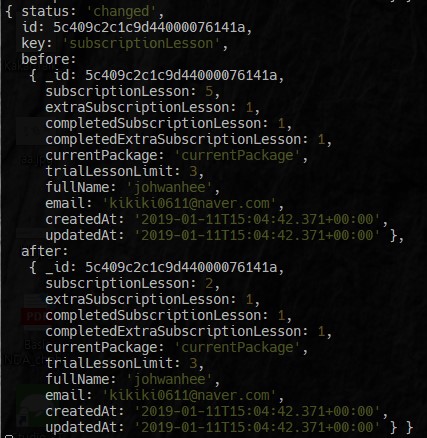 { status: 'changed',
id: 5c409c2c1c9d44000076141a,
key: 'subscriptionLesson',
before:
{ _id: 5c409c2c1c9d44000076141a,
subscriptionLesson: 5,
extraSubscriptionLesson: 1,
completedSubscriptionLesson: 1,
completedExtraSubscriptionLesson: 1,
currentPackage: 'currentPackage',
trialLessonLimit: 3,
fullName: 'johwanhee',
email: 'kikiki0611@naver.com',
createdAt: '2019-01-11T15:04:42.371+00:00',
updatedAt: '2019-01-11T15:04:42.371+00:00' },
after:
{ _id: 5c409c2c1c9d44000076141a,
subscriptionLesson: 2,
extraSubscriptionLesson: 1,
completedSubscriptionLesson: 1,
completedExtraSubscriptionLesson: 1,
currentPackage: 'currentPackage',
trialLessonLimit: 3,
fullName: 'johwanhee',
email: 'kikiki0611@naver.com',
createdAt: '2019-01-11T15:04:42.371+00:00',
updatedAt: '2019-01-11T15:04:42.371+00:00' } }